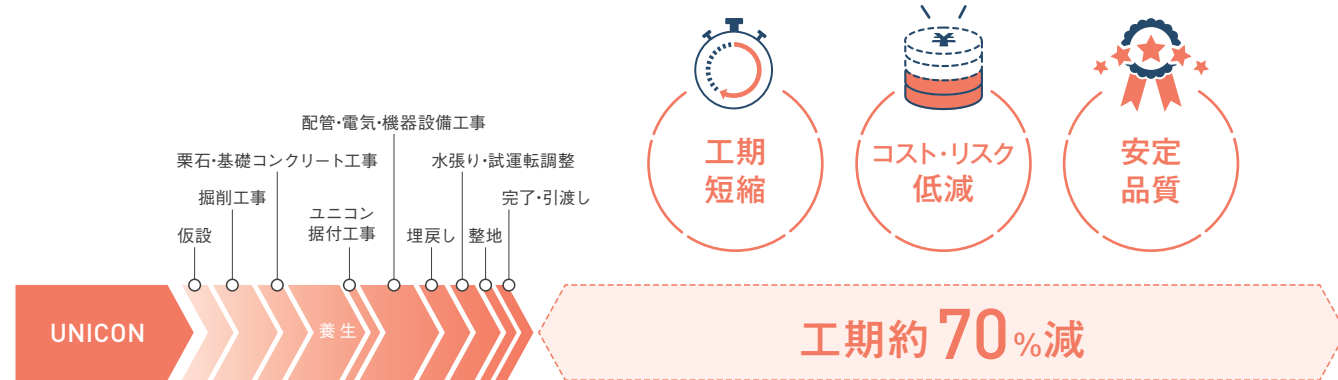 配管・電気・機器設備工事
栗石・基礎コンクリート工事
水張り・試運転調整
掘削工事
完了・引渡し
仮設
ユニコン
据付工事
埋戻し
整地
UNICON
養生
¥
工期
短縮
コスト・リスク
低減
安定
品質
工期約70%減